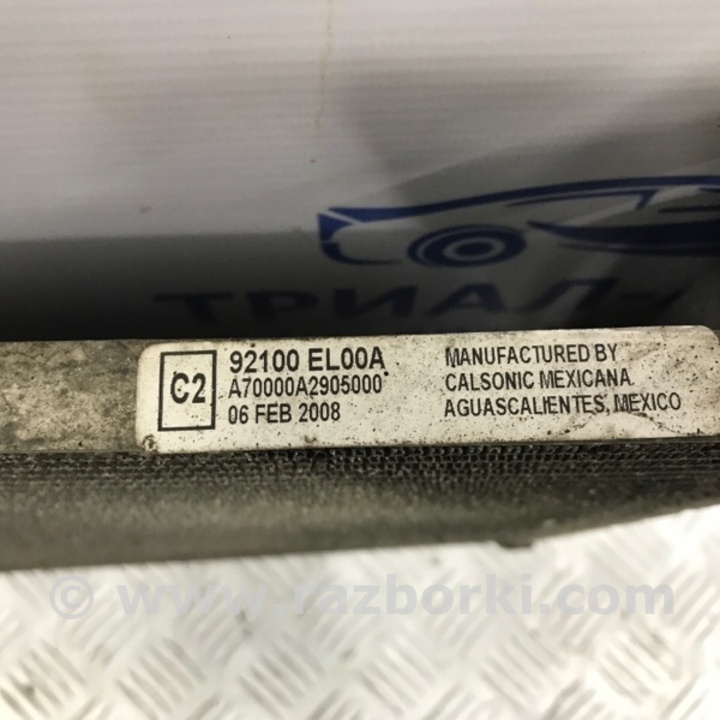 ТРИАЛ-
C2
92100 EL00A
A70000A2905000
06 FEB 2008
MANUFACTURED BY
CALSONIC MEXICANA
AGUASCALIENTES, MEXICO
© www.razborki.com